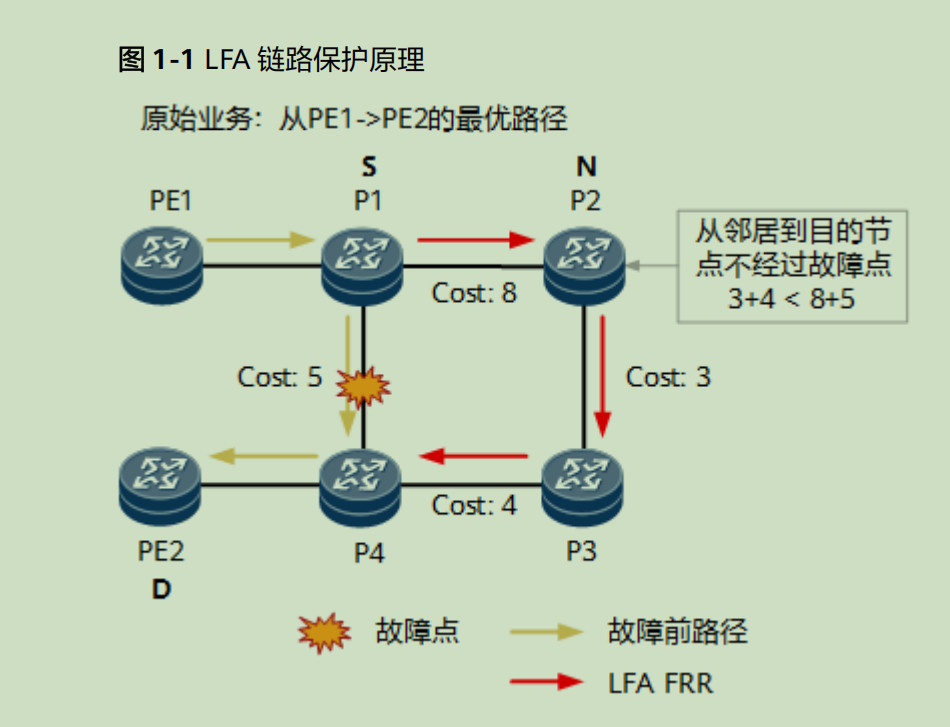 图 1-1 LFA 链路保护原理
原始业务：从PE1->PE2的最优路径
S
N
PE1
P1
P2
从邻居到目的节
点不经过故障点
3+4 < 8+5
Cost: 8
Cost: 5
Cost: 3
Cost: 4
PE2
P4
P3
D
故障点
故障前路径
LFA FRR